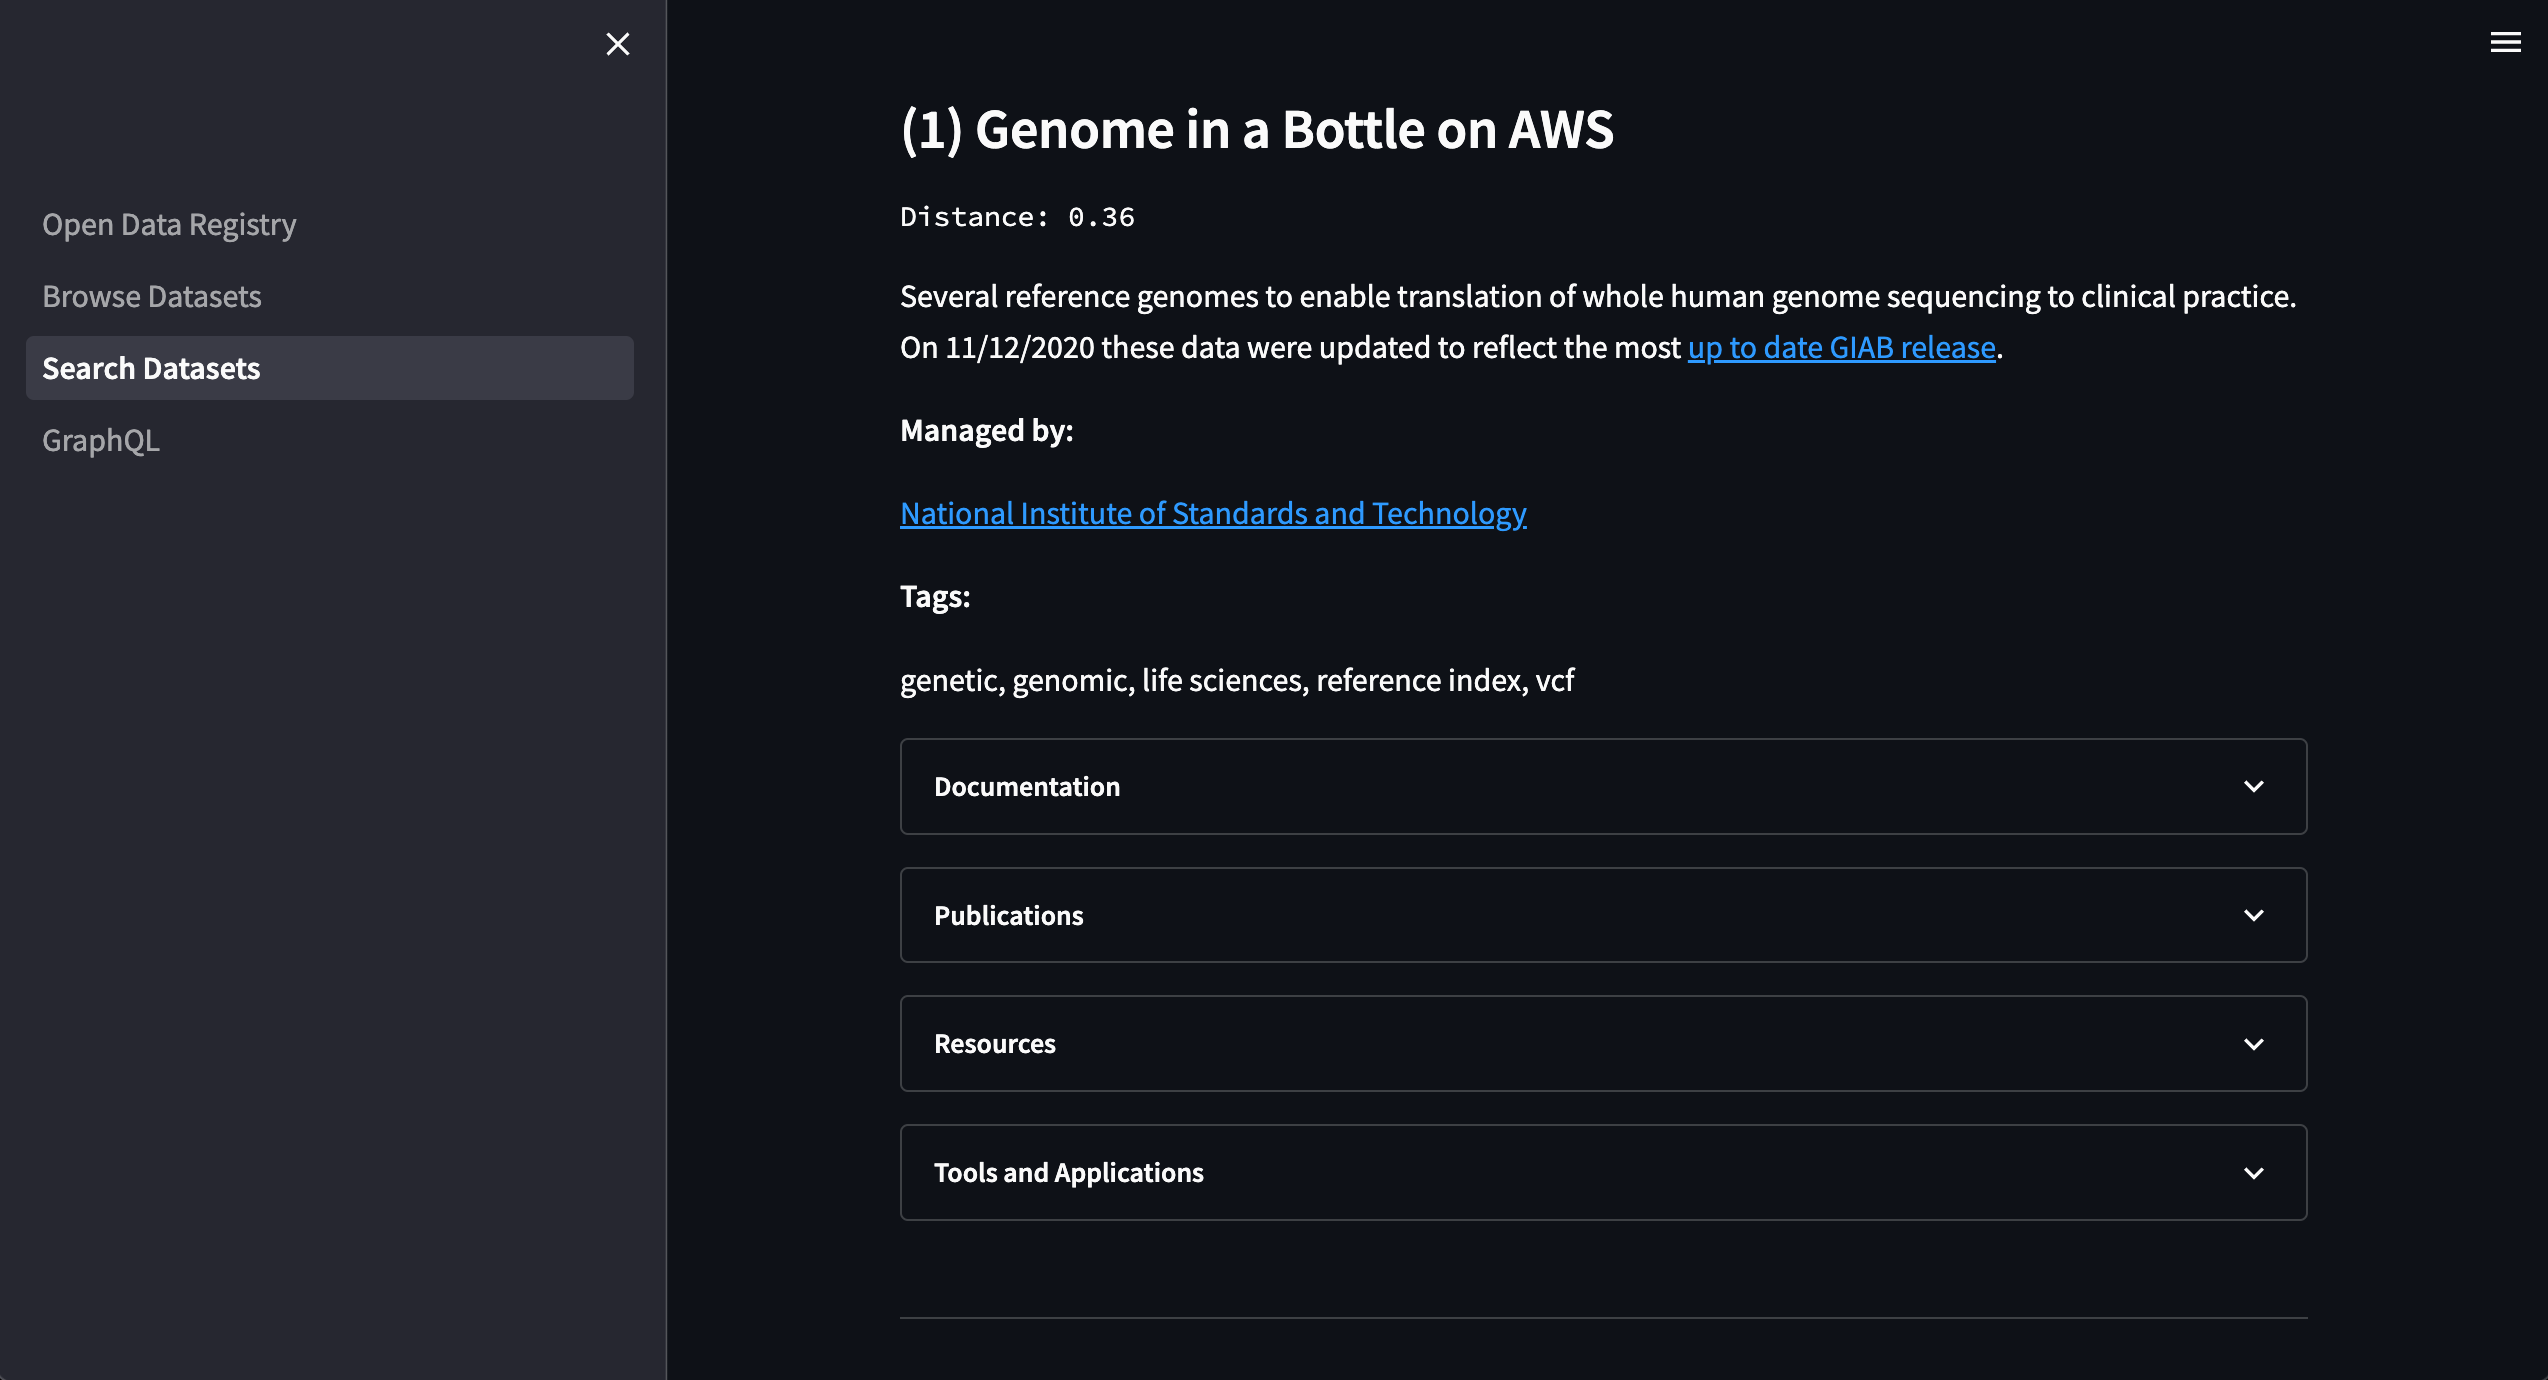 Open Data Registry
Browse Datasets
Search Datasets
GraphQL
(1) Genome in a Bottle on AWS
Distance: 0.36
Several reference genomes to enable translation of whole human genome sequencing to clinical practice.
On 11/12/2020 these data were updated to reflect the most up to date GIAB release.
Managed by:
National Institute of Standards and Technology
Tags:
genetic, genomic, life sciences, reference index, vcf
Documentation
Publications
Resources
Tools and Applications